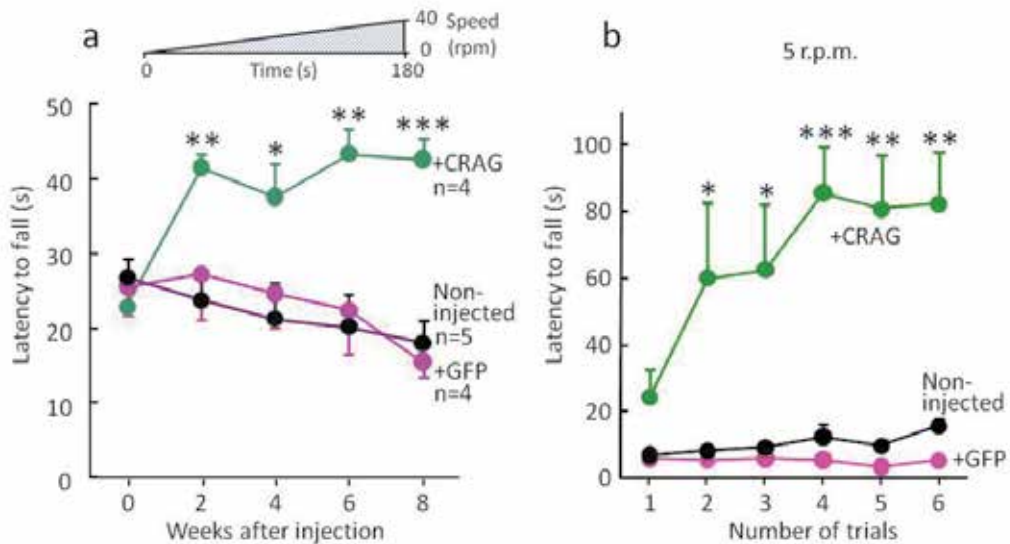 a
40 Speed
0 (rpm)
0 Time (s) 180
50
40
30
20
10
0
Latency to fall (s)
** * ** ***
+CRAG
n=4
Non-
injected
n=5
+GFP
n=4
0 2 4 6 8
Weeks after injection
b
5 r.p.m.
100
80
60
40
20
0
Latency to fall (s)
* * *** ** **
+CRAG
Non-
injected
+GFP
1 2 3 4 5 6
Number of trials